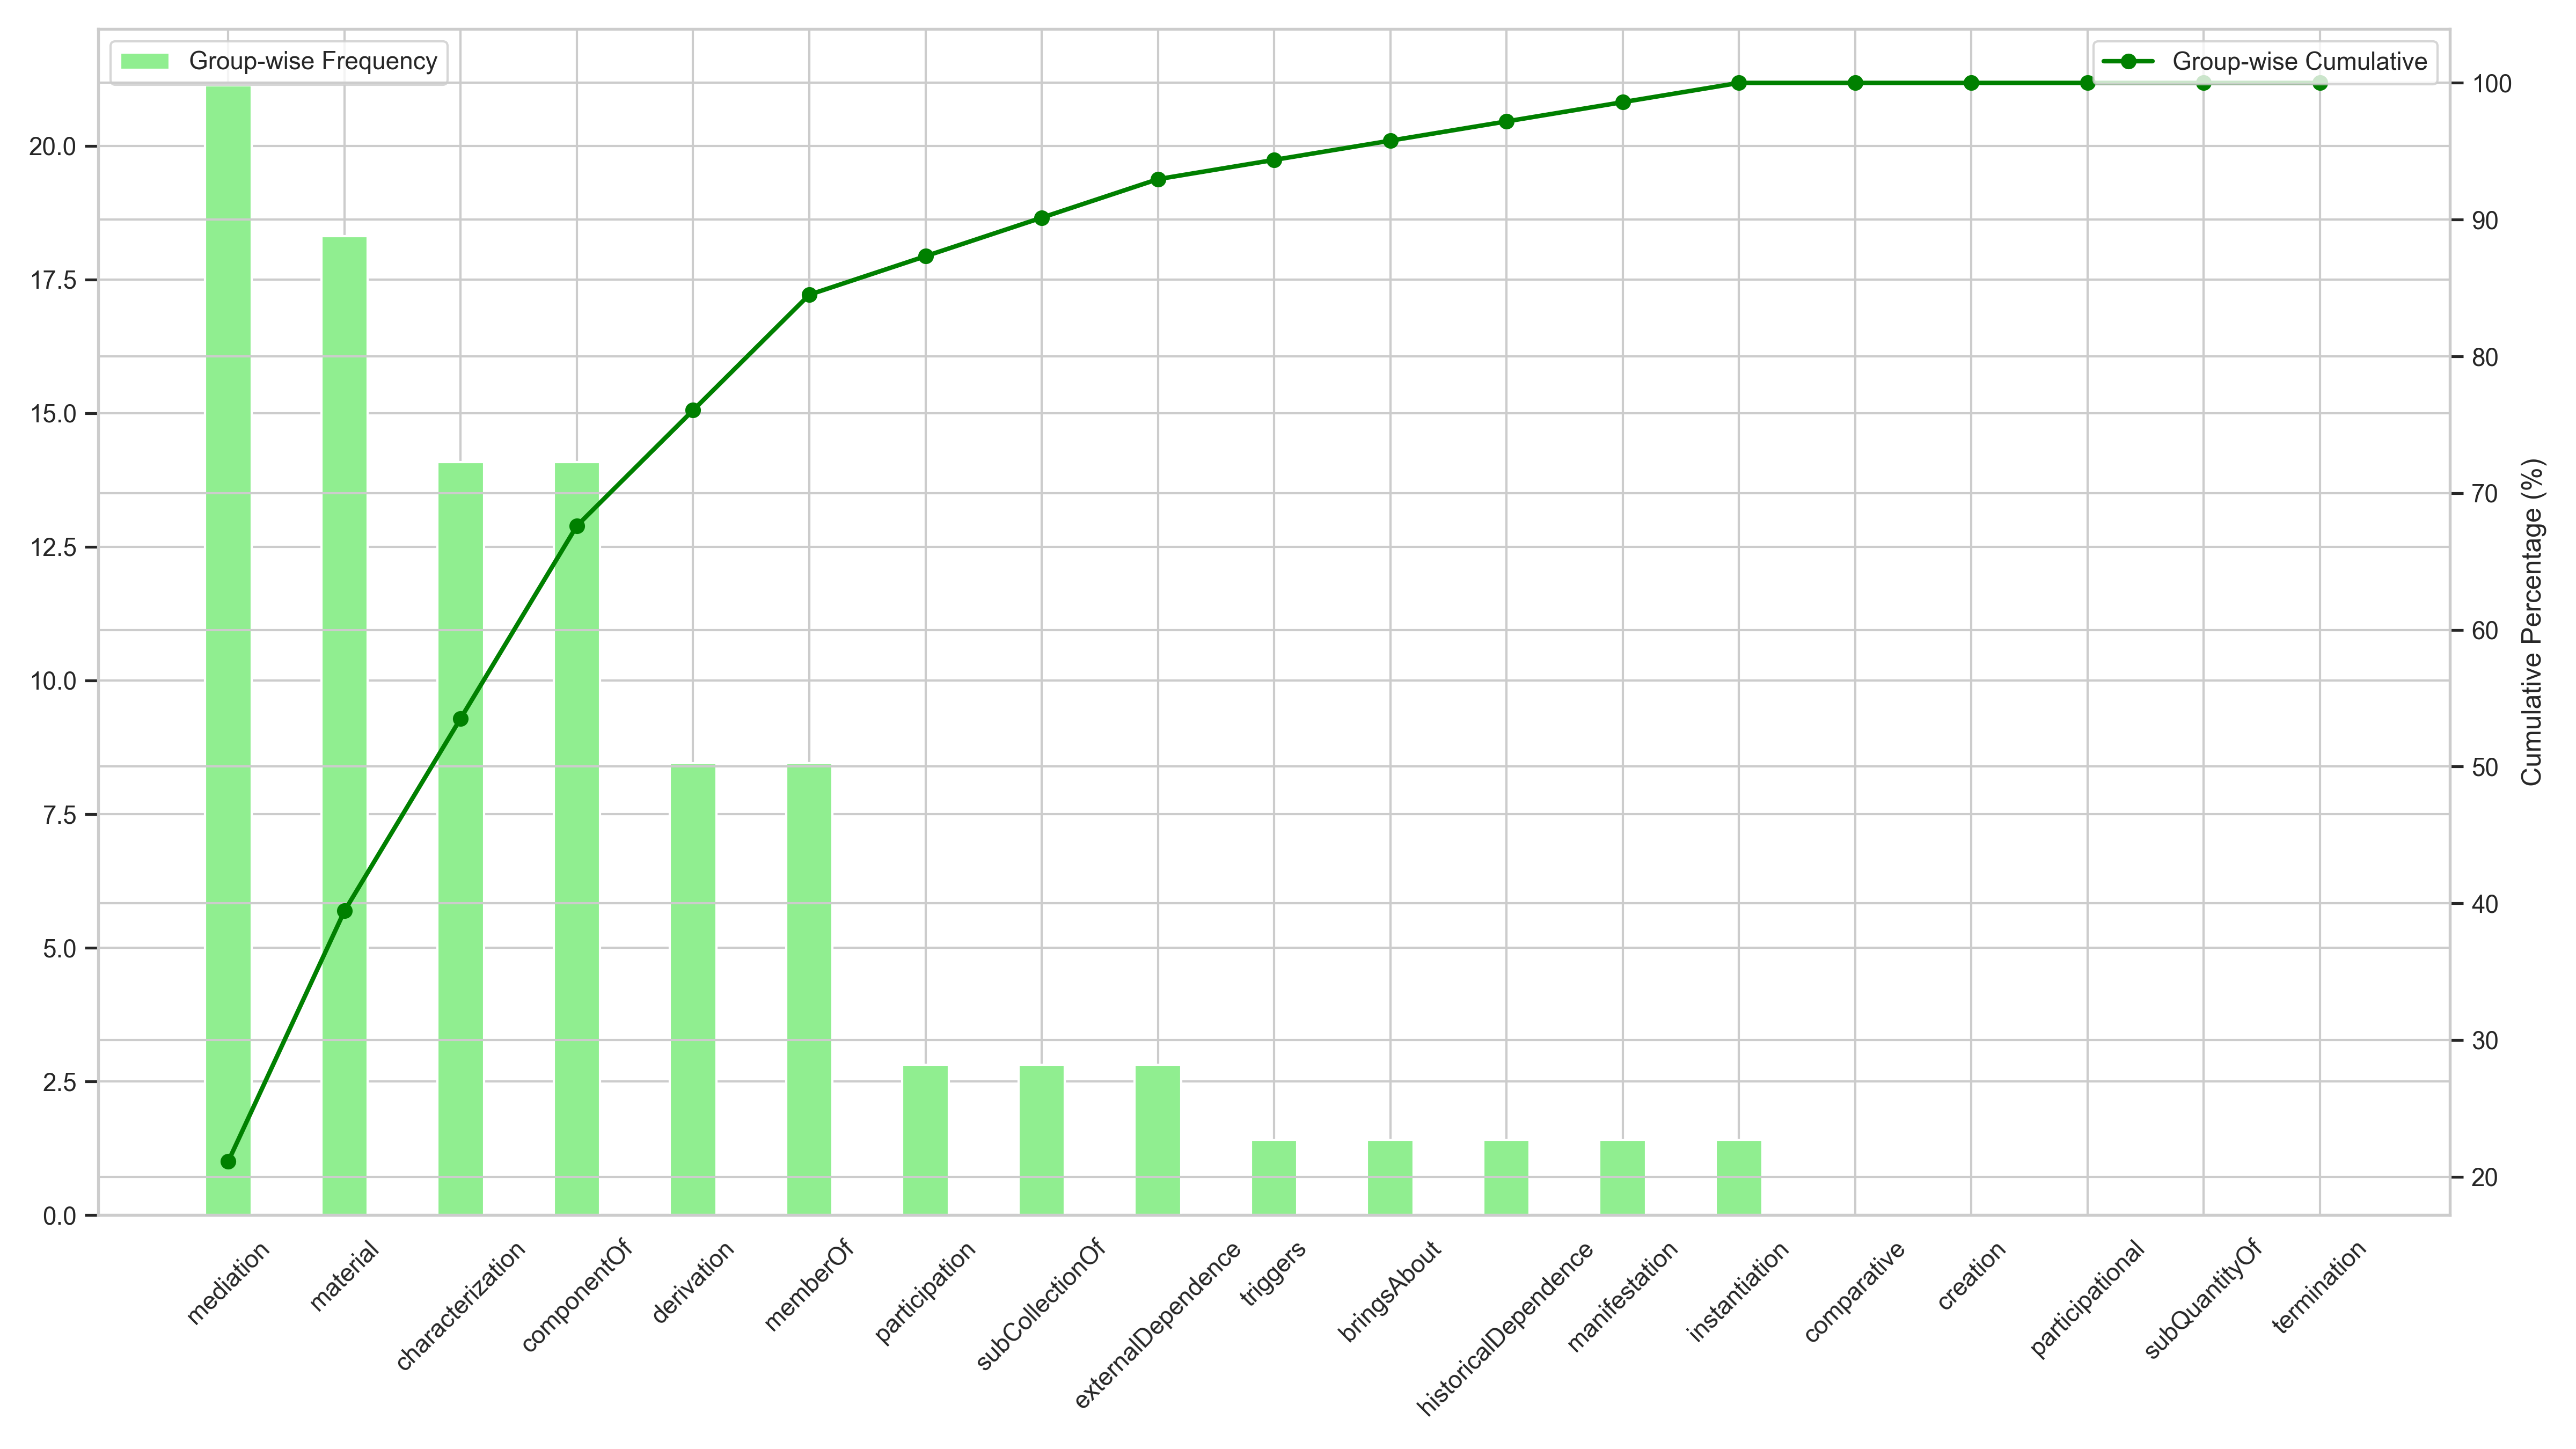 Group-wise Frequency
Group-wise Cumulative
20.0
17.5
15.0
12.5
10.0
7.5
5.0
2.5
0.0
100
90
80
70
60
50
40
30
20
Cumulative Percentage (%)
mediation
material
characterization
componentOf
derivation
memberOf
participation
subCollectionOf
externalDependence
triggers
bringsAbout
historicalDependence
manifestation
instantiation
comparative
creation
participational
subQuantityOf
termination